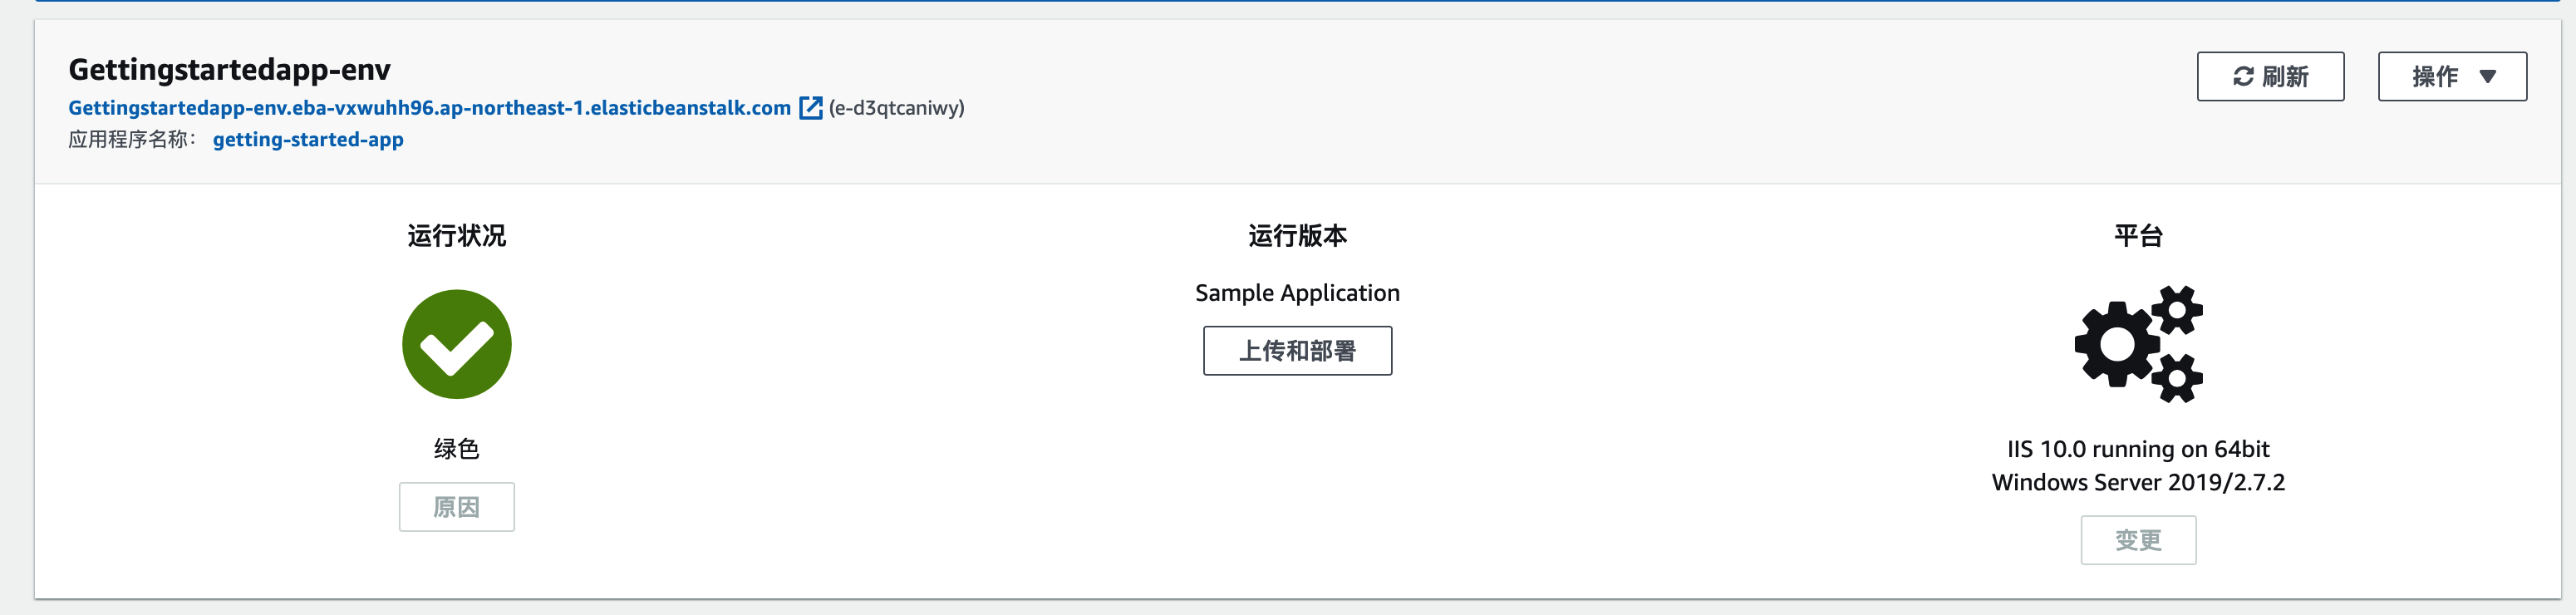 Gettingstartedapp-env
Gettingstartedapp-env.eba-vxwuhh96.ap-northeast-1.elasticbeanstalk.com (e-d3qtcaniwy)
应用程序名称： getting-started-app
刷新
操作
运行状况
绿色
原因
运行版本
Sample Application
上传和部署
平台
IIS 10.0 running on 64bit
Windows Server 2019/2.7.2
变更